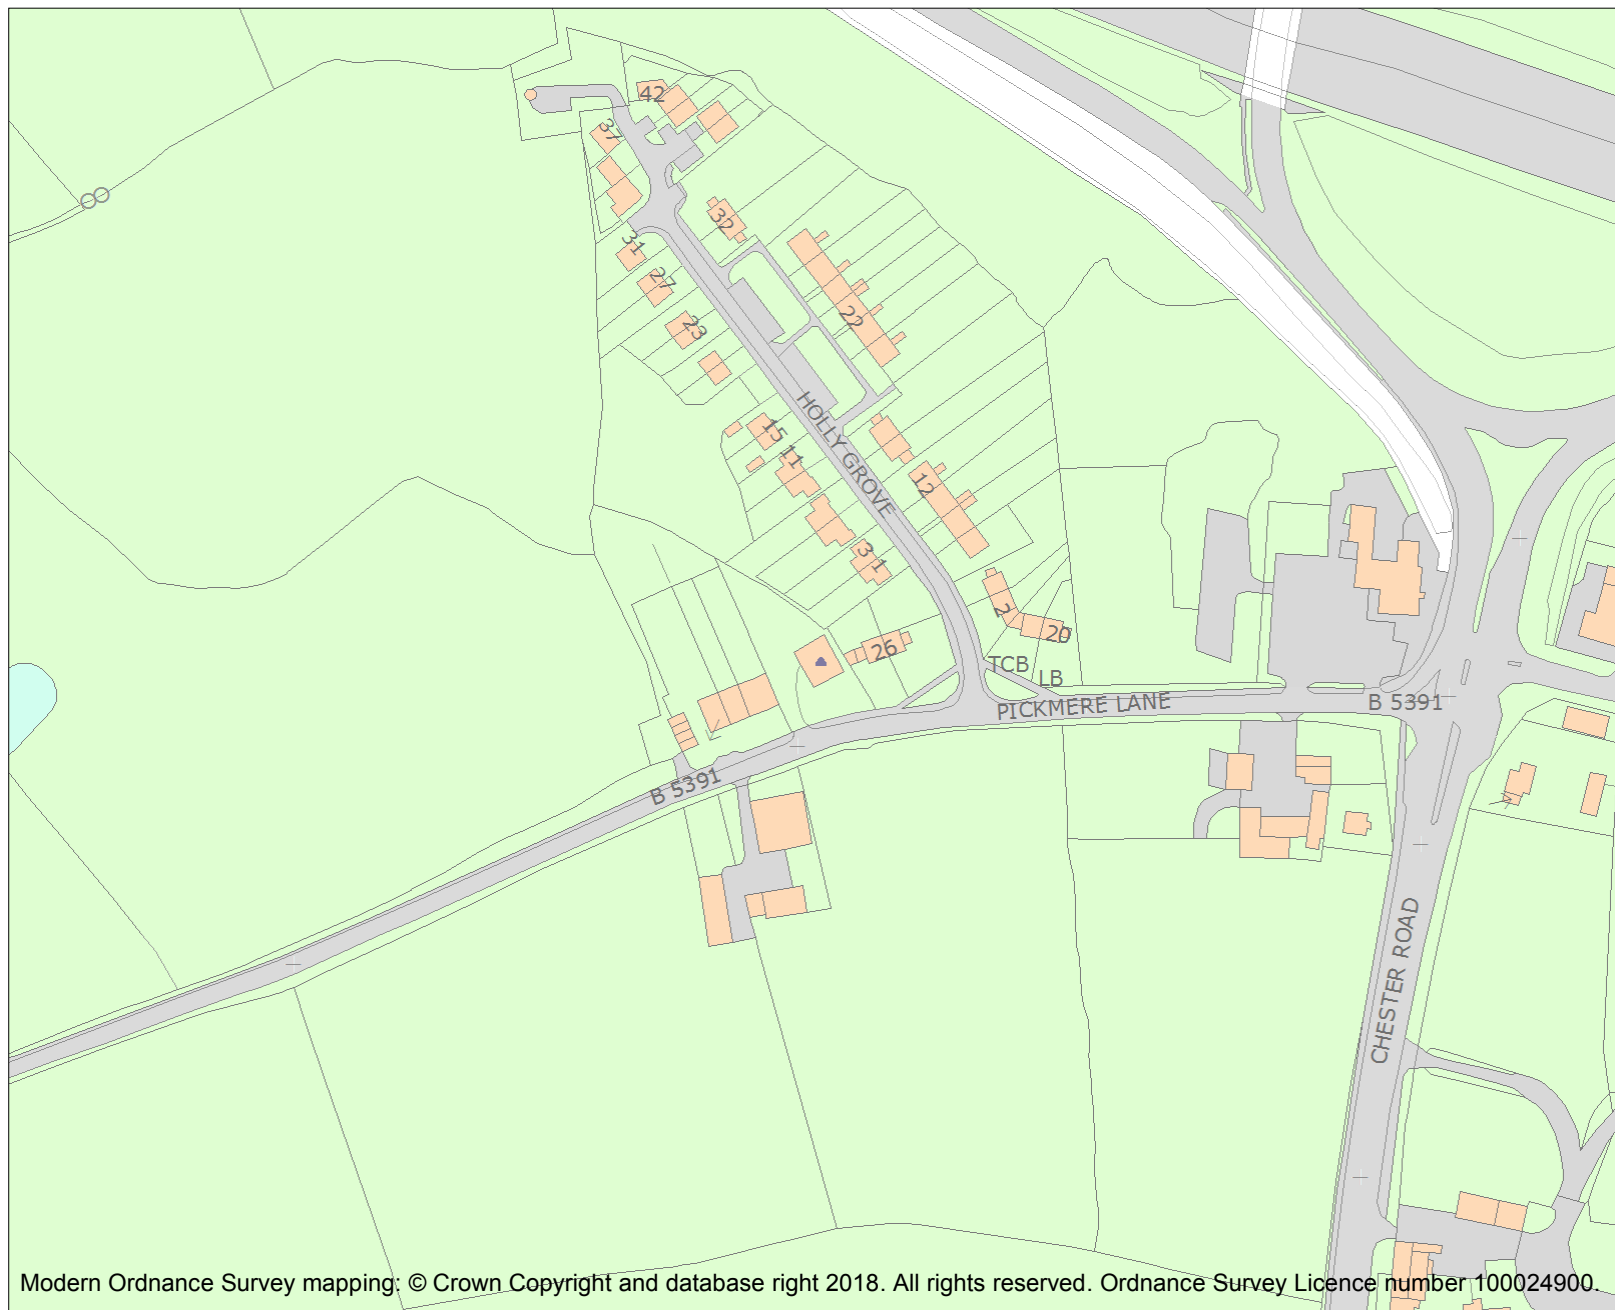 42
37
32
31
27
23
22
HOLLY GROVE
15
11
12
3
1
2
20
26
TCB
LB
PICKMERE LANE
B 5391
B 5391
CHESTER ROAD
Modern Ordnance Survey mapping: © Crown Copyright and database right 2018. All rights reserved. Ordnance Survey Licence number 100024900.